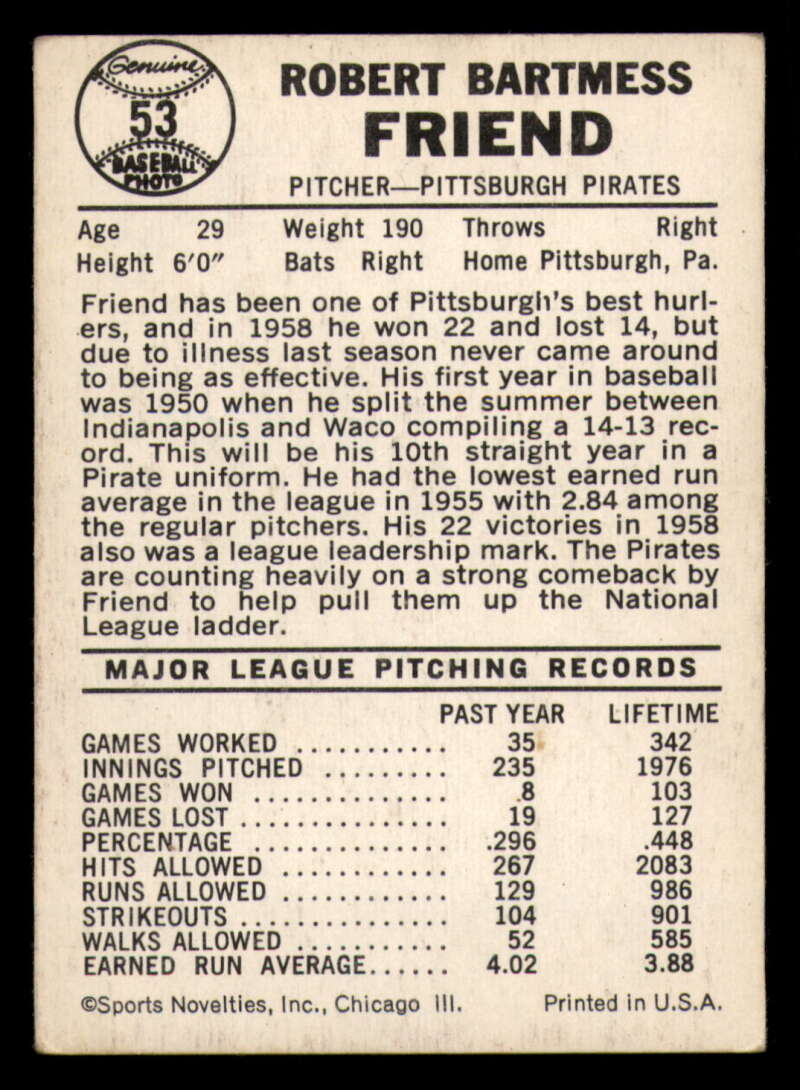 Genuine
53
BASEBALL
PHOTO
ROBERT BARTMESS
FRIEND
PITCHER—PITTSBURGH PIRATES
Age 29 Weight 190 Throws Right
Height 6'0" Bats Right Home Pittsburgh, Pa.
Friend has been one of Pittsburgh's best hurl-
ers, and in 1958 he won 22 and lost 14, but
due to illness last season never came around
to being as effective. His first year in baseball
was 1950 when he split the summer between
Indianapolis and Waco compiling a 14-13 rec-
ord. This will be his 10th straight year in a
Pirate uniform. He had the lowest earned run
average in the league in 1955 with 2.84 among
the regular pitchers. His 22 victories in 1958
also was a league leadership mark. The Pirates
are counting heavily on a strong comeback by
Friend to help pull them up the National
League ladder.
MAJOR LEAGUE PITCHING RECORDS
PAST YEAR LIFETIME
GAMES WORKED ........... 35 342
INNINGS PITCHED ......... 235 1976
GAMES WON .............. 8 103
GAMES LOST ............... 19 127
PERCENTAGE .............. .296 .448
HITS ALLOWED ............ 267 2083
RUNS ALLOWED ............ 129 986
STRIKEOUTS ............... 104 901
WALKS ALLOWED ........... 52 585
EARNED RUN AVERAGE...... 4.02 3.88
©Sports Novelties, Inc., Chicago Ill. Printed in U.S.A.